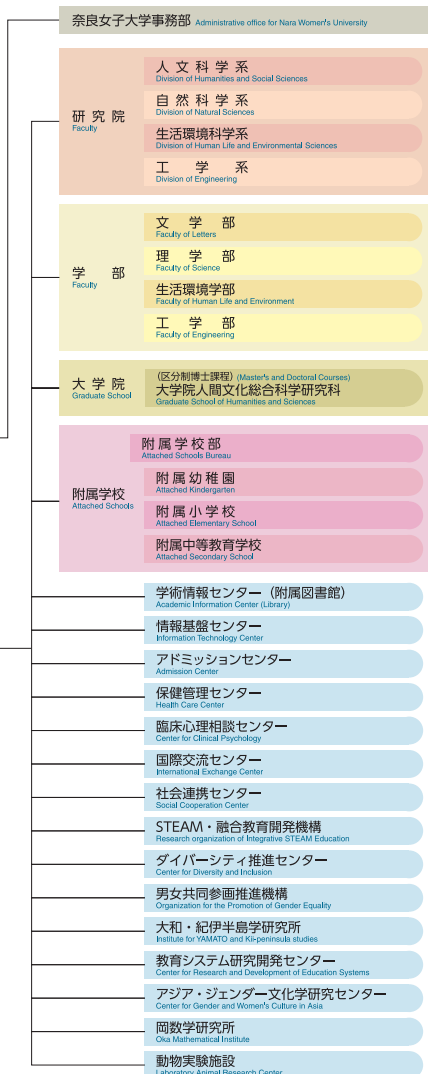 奈良女子大学事務部 Administrative office for Nara Women's University
研究院
Faculty
人文科学系
Division of Humanities and Social Sciences
自然科学系
Division of Natural Sciences
生活環境科学系
Division of Human Life and Environmental Sciences
工学系
Division of Engineering
学部
Faculty
文学部
Faculty of Letters
理学部
Faculty of Science
生活環境学部
Faculty of Human Life and Environment
工学部
Faculty of Engineering
大学院
Graduate School
(区分制博士課程) (Master's and Doctoral Courses)
大学院人間文化総合科学研究科
Graduate School of Humanities and Sciences
附属学校
Attached Schools
附属学校部
Attached Schools Bureau
附属幼稚園
Attached Kindergarten
附属小学校
Attached Elementary School
附属中等教育学校
Attached Secondary School
学術情報センター（附属図書館）
Academic Information Center (Library)
情報基盤センター
Information Technology Center
アドミッションセンター
Admission Center
保健管理センター
Health Care Center
臨床心理相談センター
Center for Clinical Psychology
国際交流センター
International Exchange Center
社会連携センター
Social Cooperation Center
STEAM・融合教育開発機構
Research organization of Integrative STEAM Education
ダイバーシティ推進センター
Center for Diversity and Inclusion
男女共同参画推進機構
Organization for the Promotion of Gender Equality
大和・紀伊半島学研究所
Institute for YAMATO and Kii-peninsula studies
教育システム研究開発センター
Center for Research and Development of Education Systems
アジア・ジェンダー文化学研究センター
Center for Gender and Women's Culture in Asia
岡数学研究所
Oka Mathematical Institute
動物実験施設
Laboratory Animal Research Center